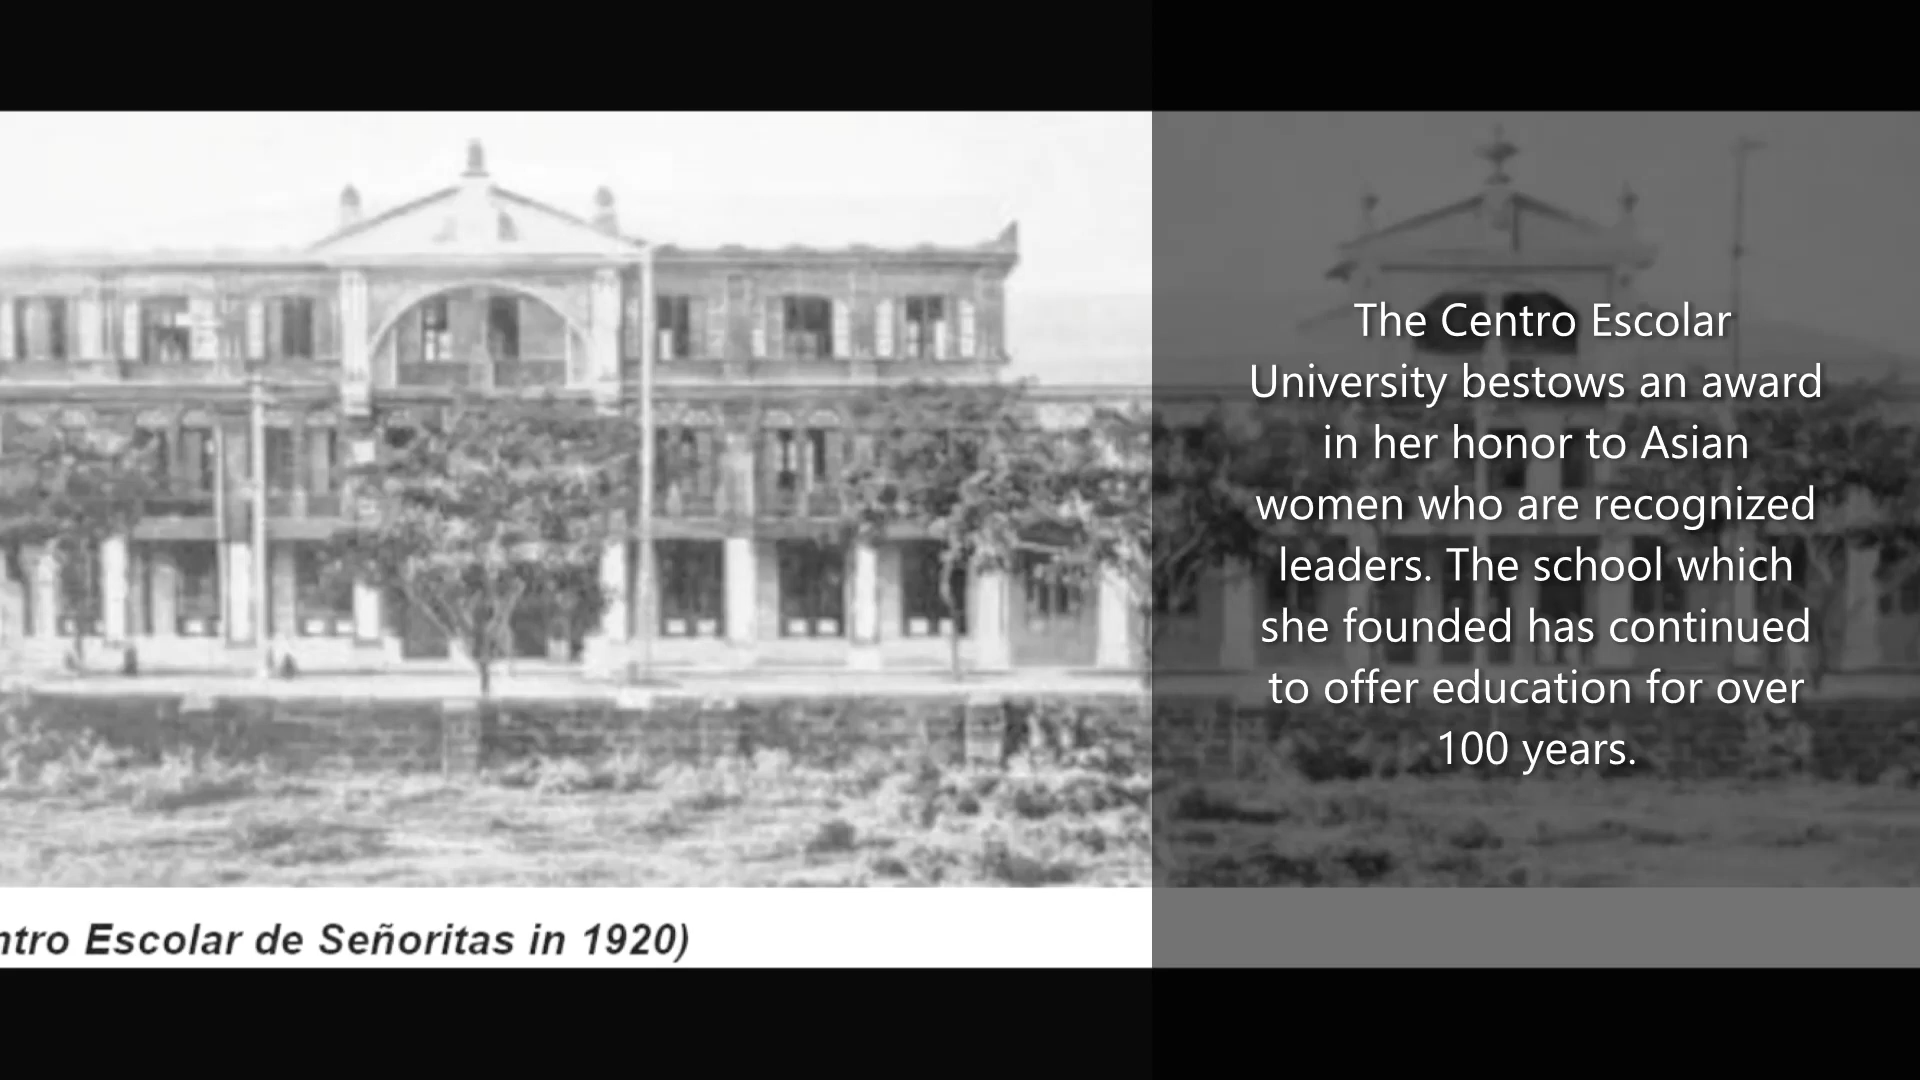 The Centro Escolar
University bestows an award
in her honor to Asian
women who are recognized
leaders. The school which
she founded has continued
to offer education for over
100 years.
Escolar de Señoritas in 1920)